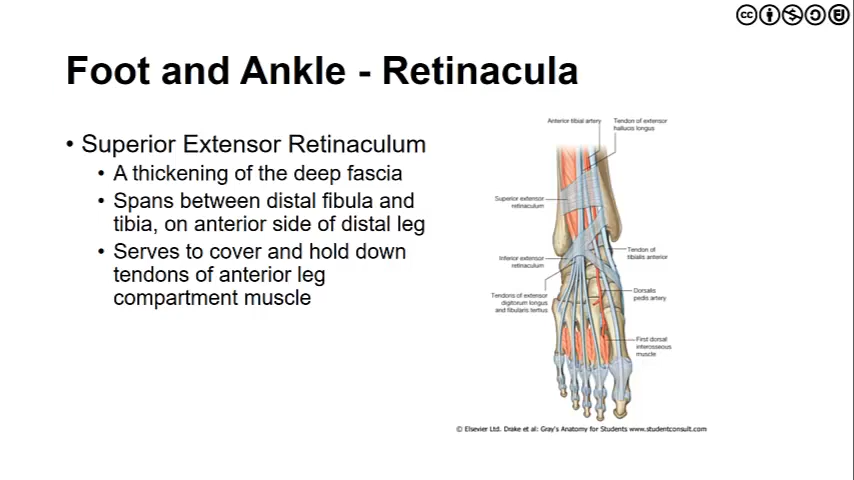 Foot and Ankle - Retinacula
• Superior Extensor Retinaculum
• A thickening of the deep fascia
• Spans between distal fibula and
tibia, on anterior side of distal leg
• Serves to cover and hold down
tendons of anterior leg
compartment muscle
Anterior tibial artery
Tendon of extensor
hallucis longus
Superior extensor
retinaculum
Tendon of
tibialis anterior
Inferior extensor
retinaculum
Tendons of extensor
digitorum longus
and fibularis tertius
Dorsalis
pedis artery
First dorsal
interosseous
muscle
© Elsevier Ltd. Drake et al: Gray's Anatomy for Students www.studentconsult.com